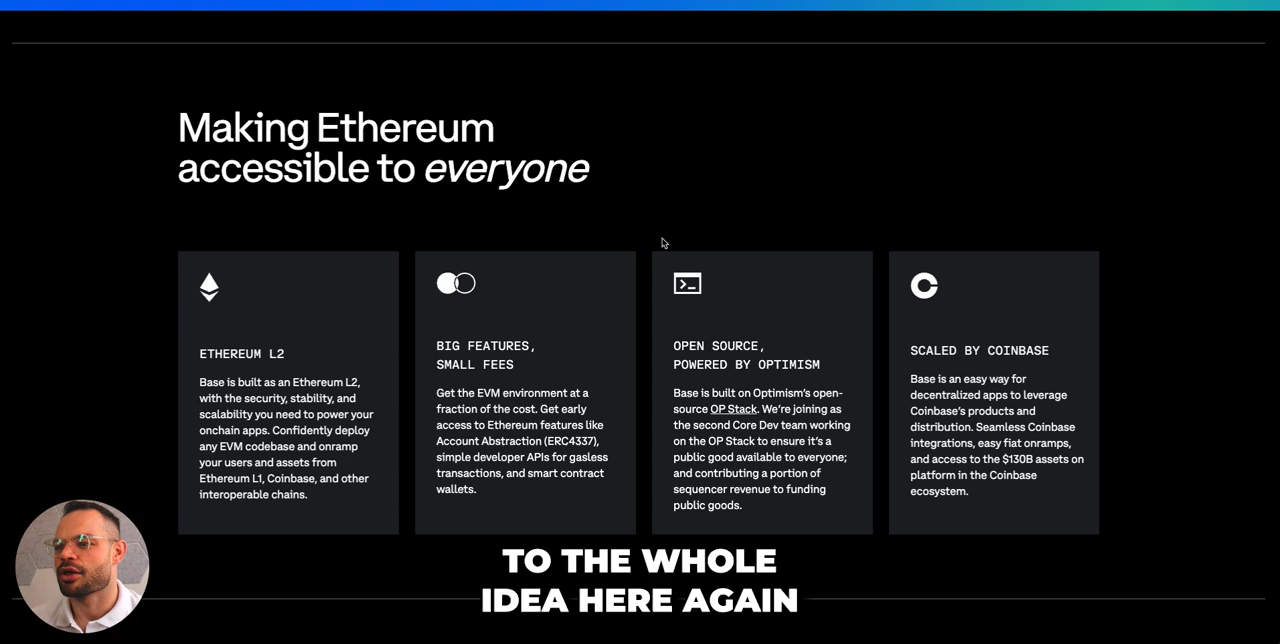 Making Ethereum
accessible to everyone
ETHEREUM L2
Base is built as an Ethereum L2,
with the security, stability, and
scalability you need to power your
onchain apps. Confidently deploy
any EVM codebase and onramp
your users and assets from
Ethereum L1, Coinbase, and other
interoperable chains.
BIG FEATURES,
SMALL FEES
Get the EVM environment at a
fraction of the cost. Get early
access to Ethereum features like
Account Abstraction (ERC4337),
simple developer APIs for gasless
transactions, and smart contract
wallets.
OPEN SOURCE,
POWERED BY OPTIMISM
Base is built on Optimism's open-
source OP Stack. We're joining as
the second Core Dev team working
on the OP Stack to ensure it's a
public good available to everyone;
and contributing a portion of
sequencer revenue to funding
public goods.
SCALED BY COINBASE
Base is an easy way for
decentralized apps to leverage
Coinbase's products and
distribution. Seamless Coinbase
integrations, easy fiat onramps,
and access to the $130B assets on
platform in the Coinbase
ecosystem.
TO THE WHOLE
IDEA HERE AGAIN